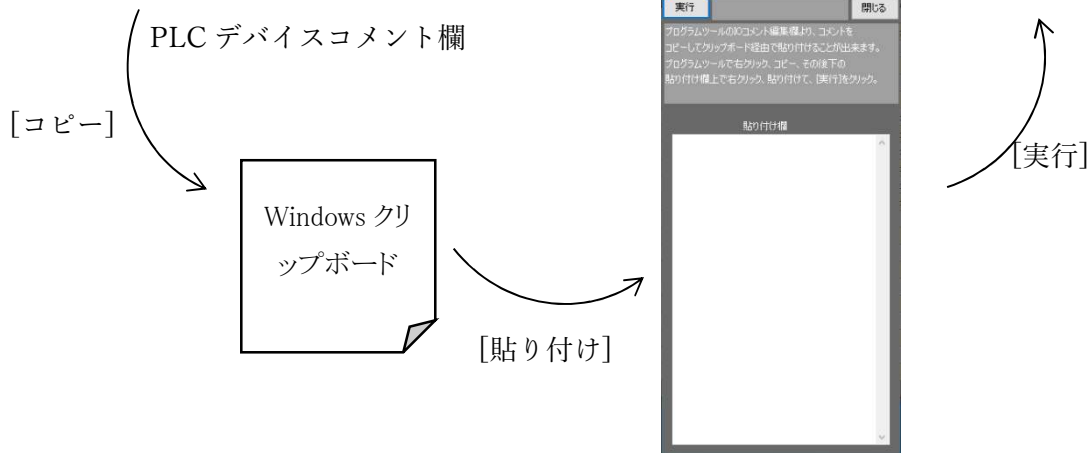 実行
閉じる
PLC デバイスコメント欄
プログラムツールのIOコメント編集欄より、コメントを
コピーしてクリップボード経由で貼り付けることが出来ます。
プログラムツールで右クリック、コピー、その後下の
貼り付け欄上で右クリック、貼り付けて、[実行]をクリック。
[コピー]
貼り付け欄
[実行]
Windows クリ
ップボード
[貼り付け]